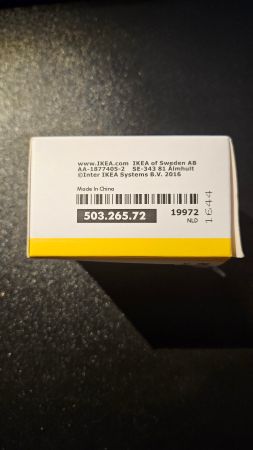 www.IKEA.com IKEA of Sweden AB
AA-1877405-2 SE-343 81 Älmhult
©Inter IKEA Systems B.V. 2016
Made in China
503.265.72
19972
NLD
1644